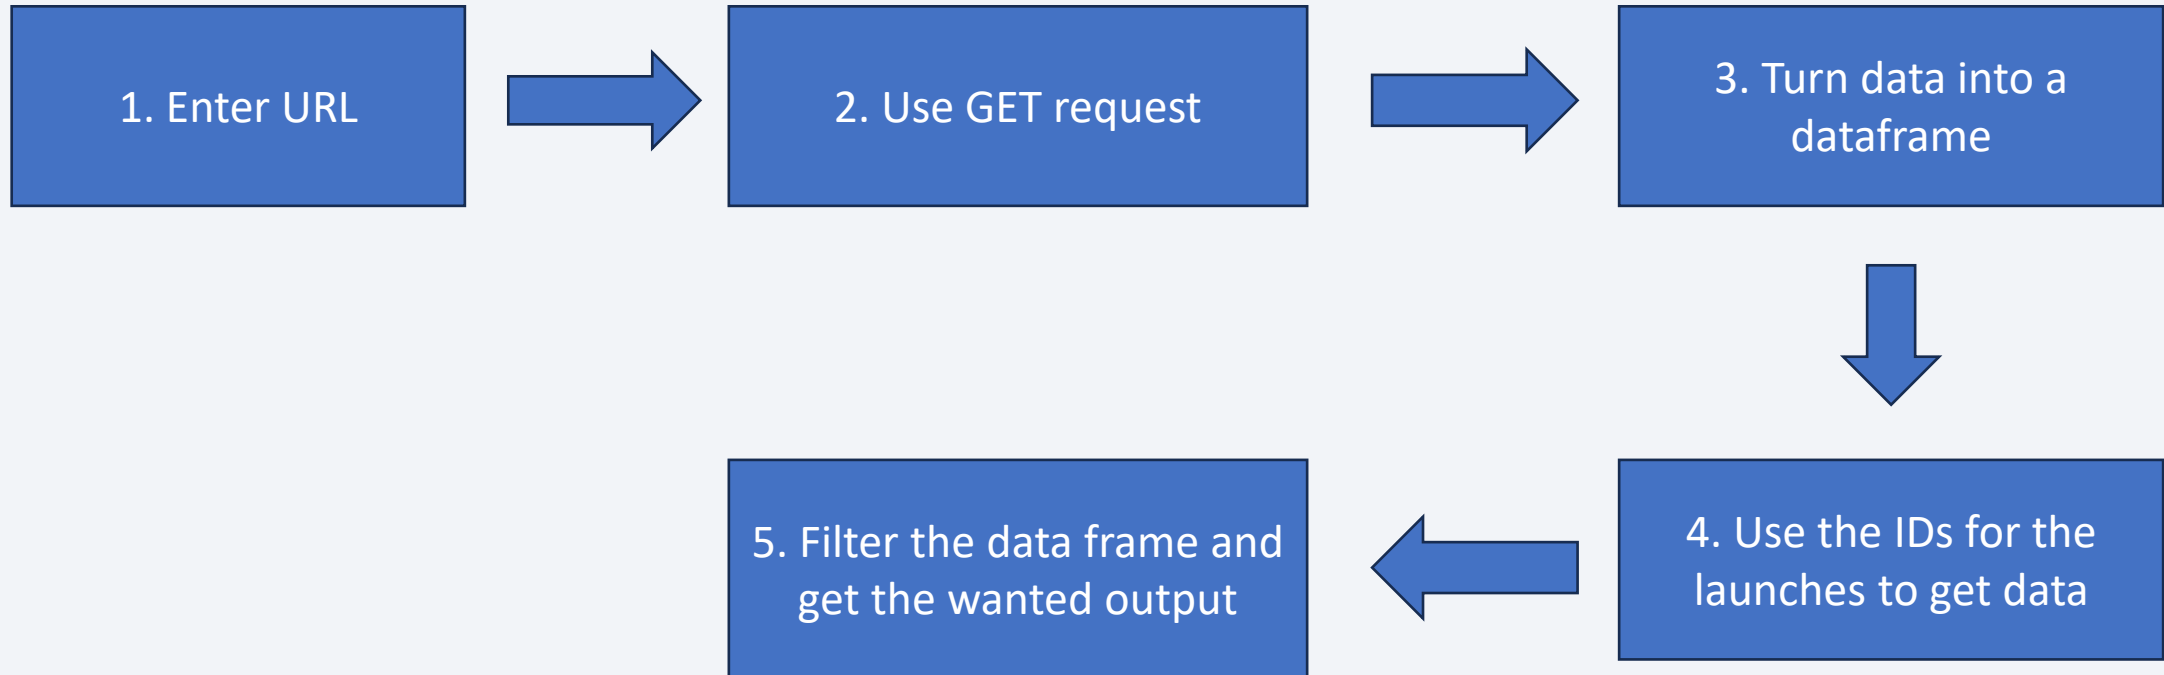 1. Enter URL
2. Use GET request
3. Turn data into a
dataframe
4. Use the IDs for the
launches to get data
5. Filter the data frame and
get the wanted output